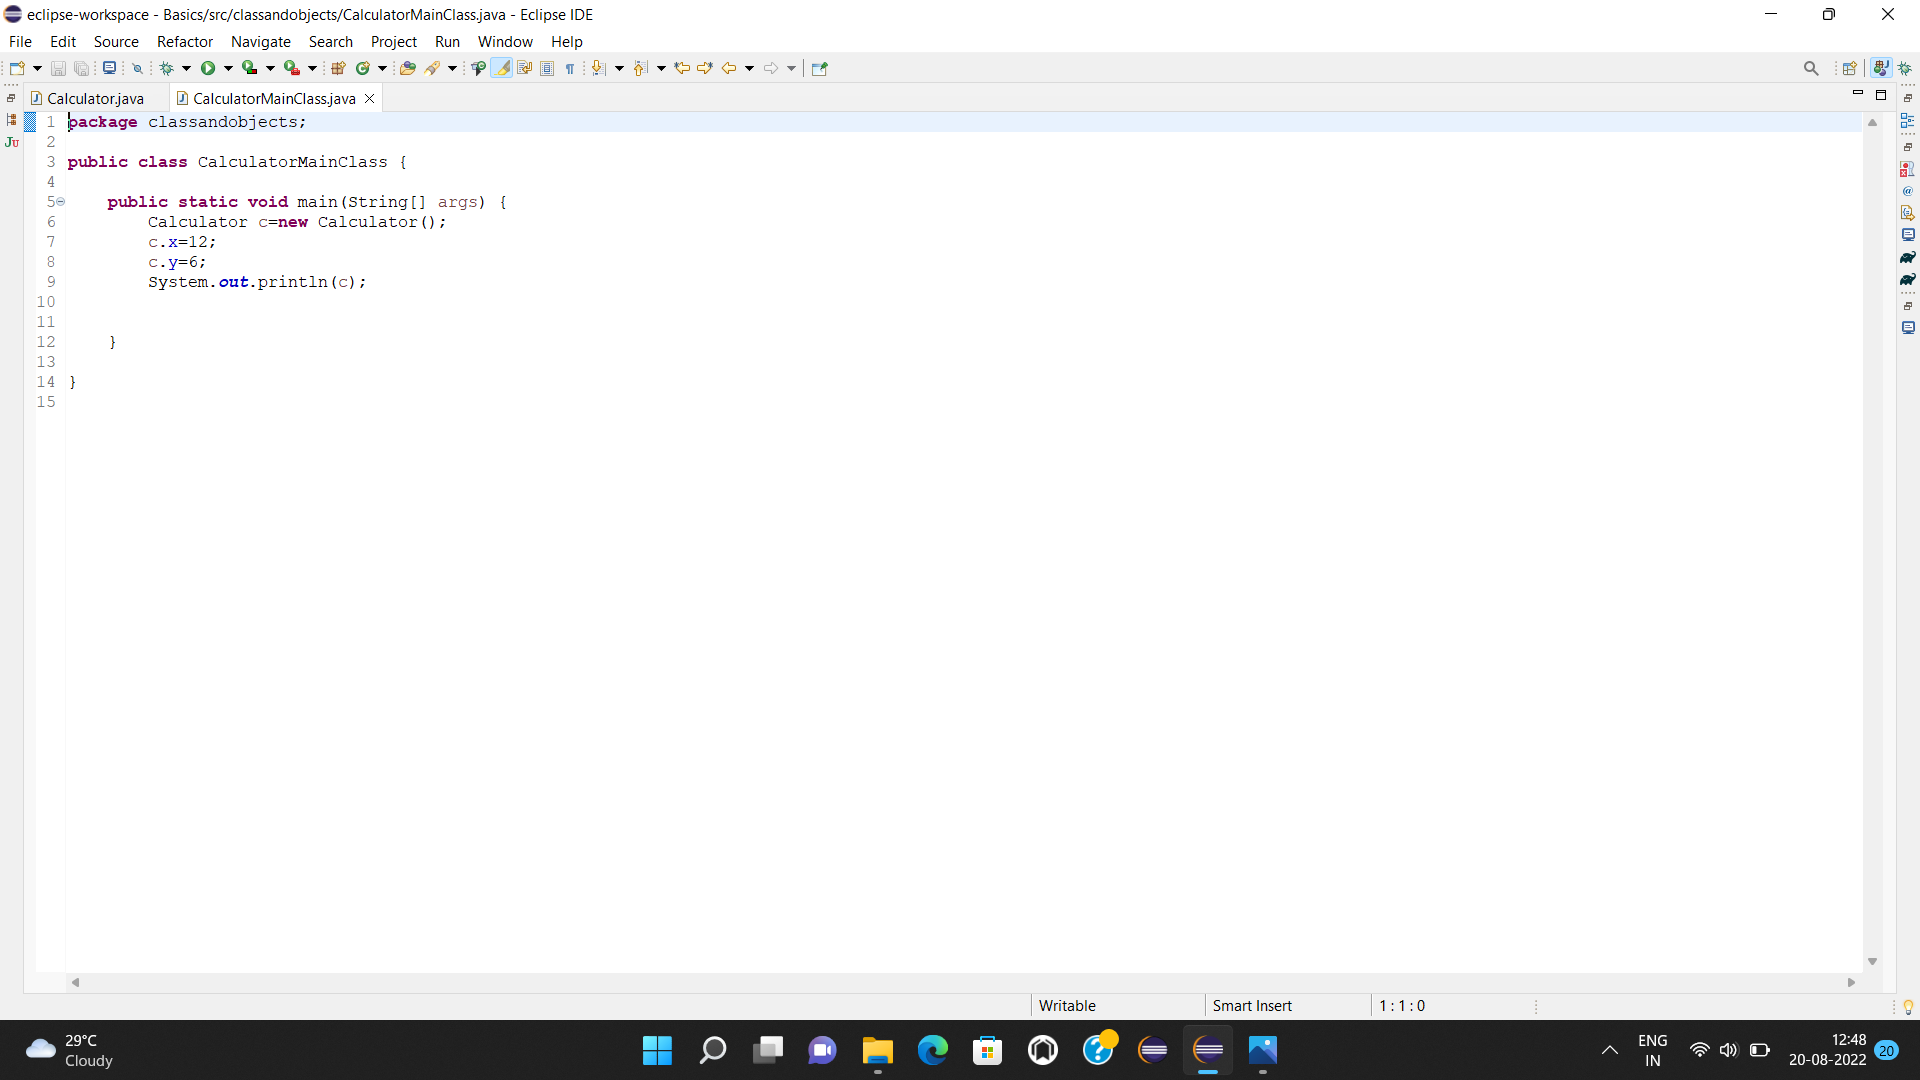 eclipse-workspace - Basics/src/classandobjects/CalculatorMainClass.java - Eclipse IDE
File Edit Source Refactor Navigate Search Project Run Window Help
Calculator.java CalculatorMainClass.java
1 package classandobjects;
2
3 public class CalculatorMainClass {
4
5 public static void main(String[] args) {
6 Calculator c=new Calculator();
7 c.x=12;
8 c.y=6;
9 System.out.println(c);
10
11
12 }
13
14 }
15
Writable Smart Insert 1 : 1 : 0
29°C
Cloudy
ENG
IN
12:48
20-08-2022
20